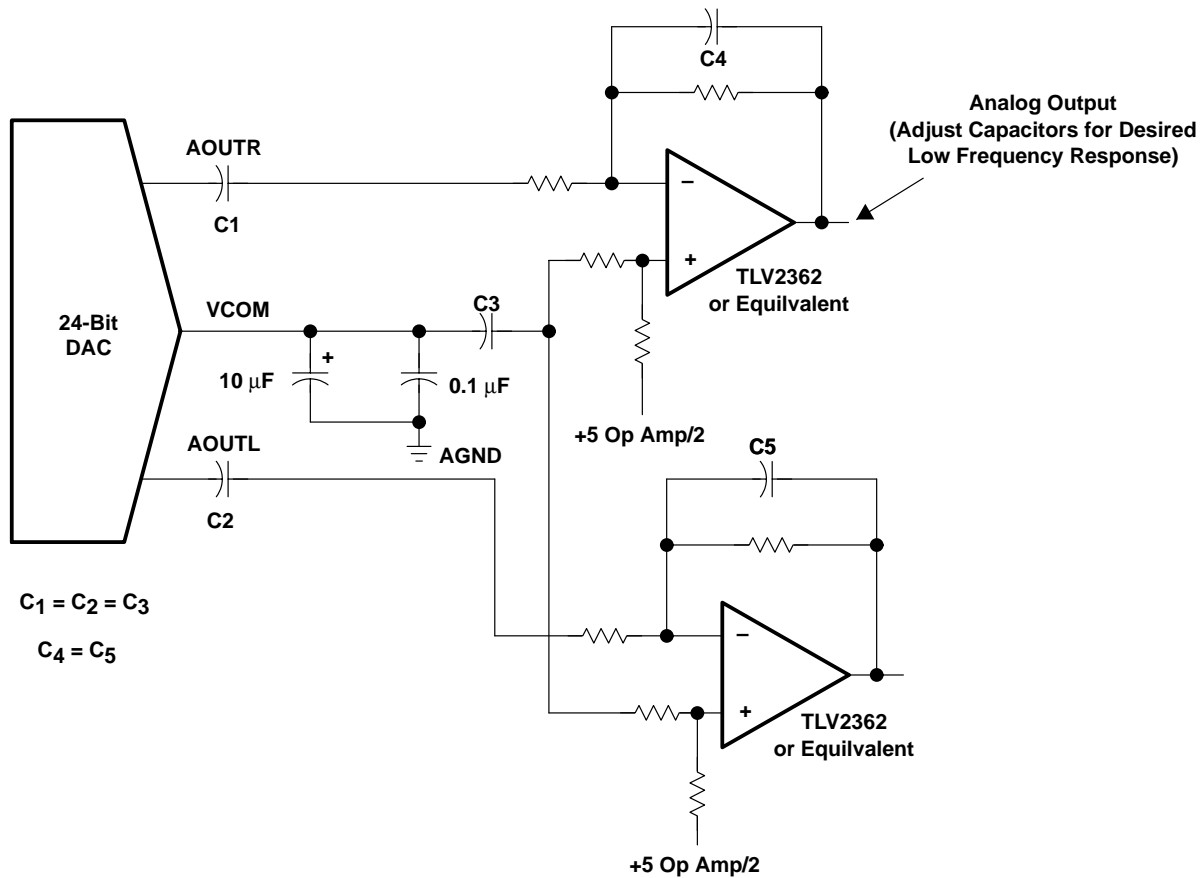 C4
Analog Output
(Adjust Capacitors for Desired
Low Frequency Response)
AOUTR
C1
−
+
TLV2362
or Equilvalent
24-Bit
DAC
VCOM
C3
10 μF
+
0.1 μF
+5 Op Amp/2
AOUTL
AGND
C2
C5
C1 = C2 = C3
C4 = C5
−
+
TLV2362
or Equilvalent
+5 Op Amp/2